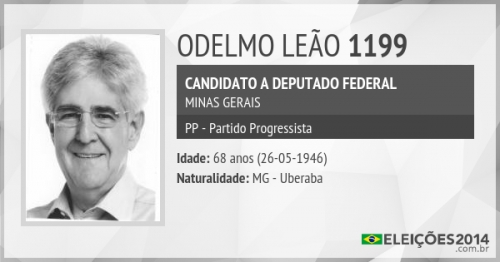 ODELMO LEÃO 1199
CANDIDATO A DEPUTADO FEDERAL
MINAS GERAIS
PP - Partido Progressista
Idade: 68 anos (26-05-1946)
Naturalidade: MG - Uberaba
ELEIÇÕES2014
.com.br